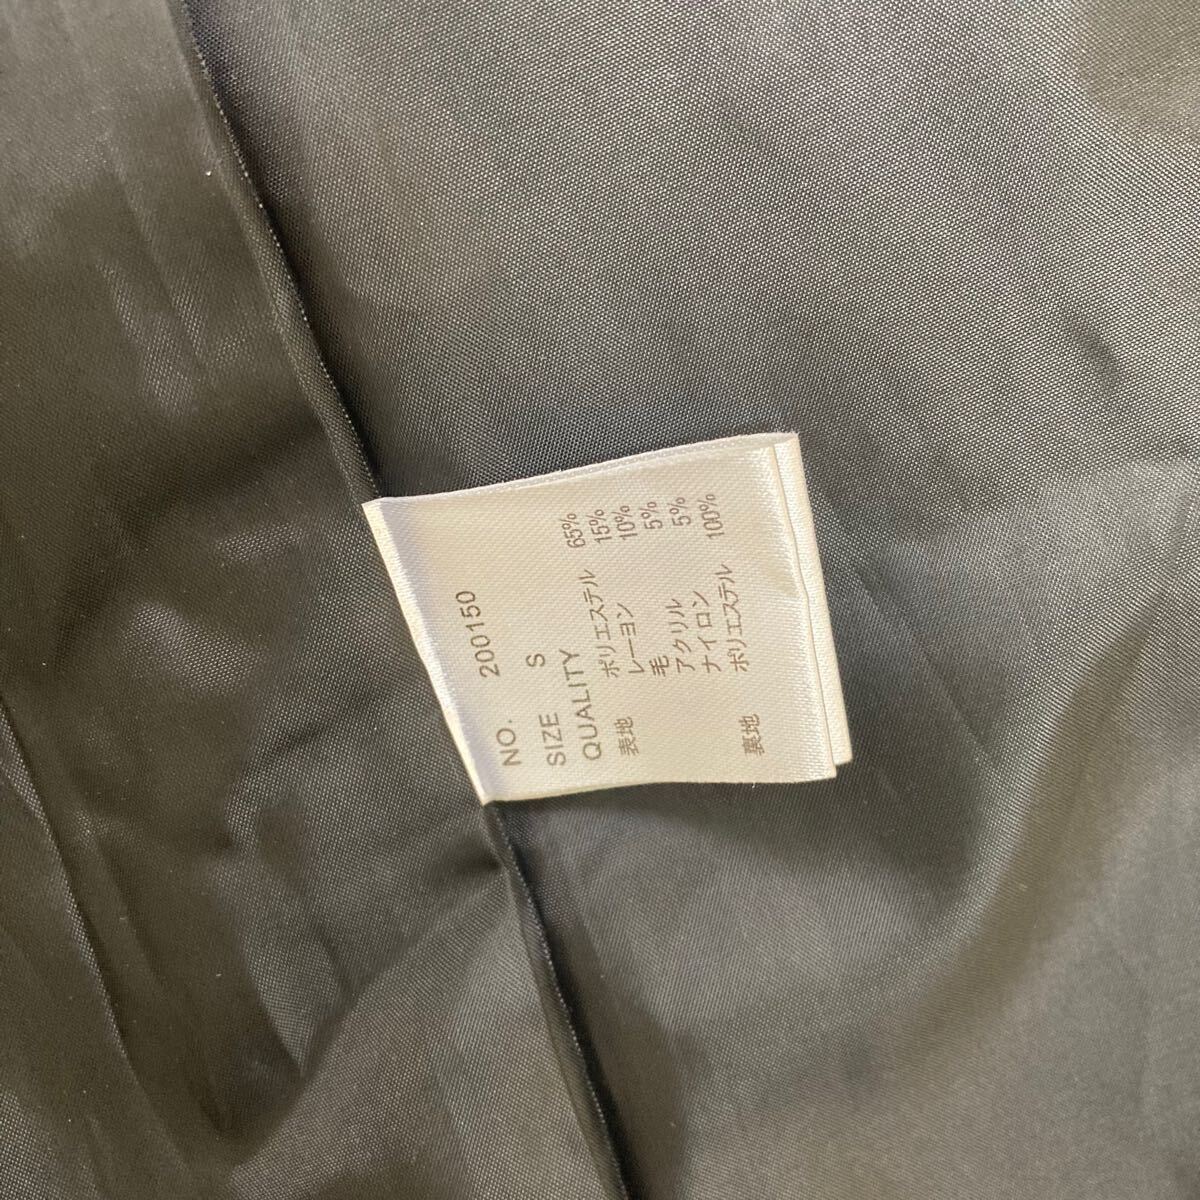 NO. 200150
SIZE S
QUALITY
表地 ポリエステル 65%
レーヨン 15%
毛 10%
アクリル 5%
ナイロン 5%
裏地 ポリエステル 100%